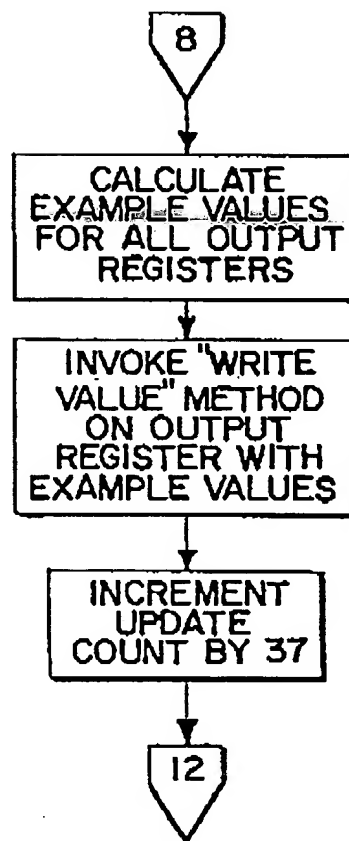 8
CALCULATE
EXAMPLE VALUES
FOR ALL OUTPUT
REGISTERS
INVOKE "WRITE
VALUE" METHOD
ON OUTPUT
REGISTER WITH
EXAMPLE VALUES
INCREMENT
UPDATE
COUNT BY 37
12